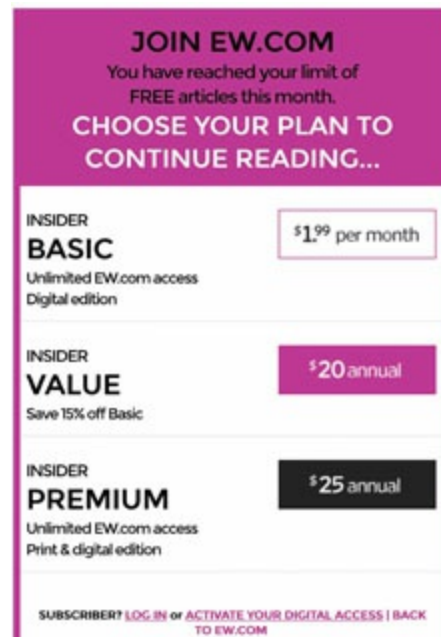 JOIN EW.COM
You have reached your limit of
FREE articles this month.
CHOOSE YOUR PLAN TO
CONTINUE READING...
INSIDER
BASIC
$1.99 per month
Unlimited EW.com access
Digital edition
INSIDER
VALUE
$20 annual
Save 15% off Basic
INSIDER
PREMIUM
$25 annual
Unlimited EW.com access
Print & digital edition
SUBSCRIBER? LOG IN or ACTIVATE YOUR DIGITAL ACCESS | BACK
TO EW.COM